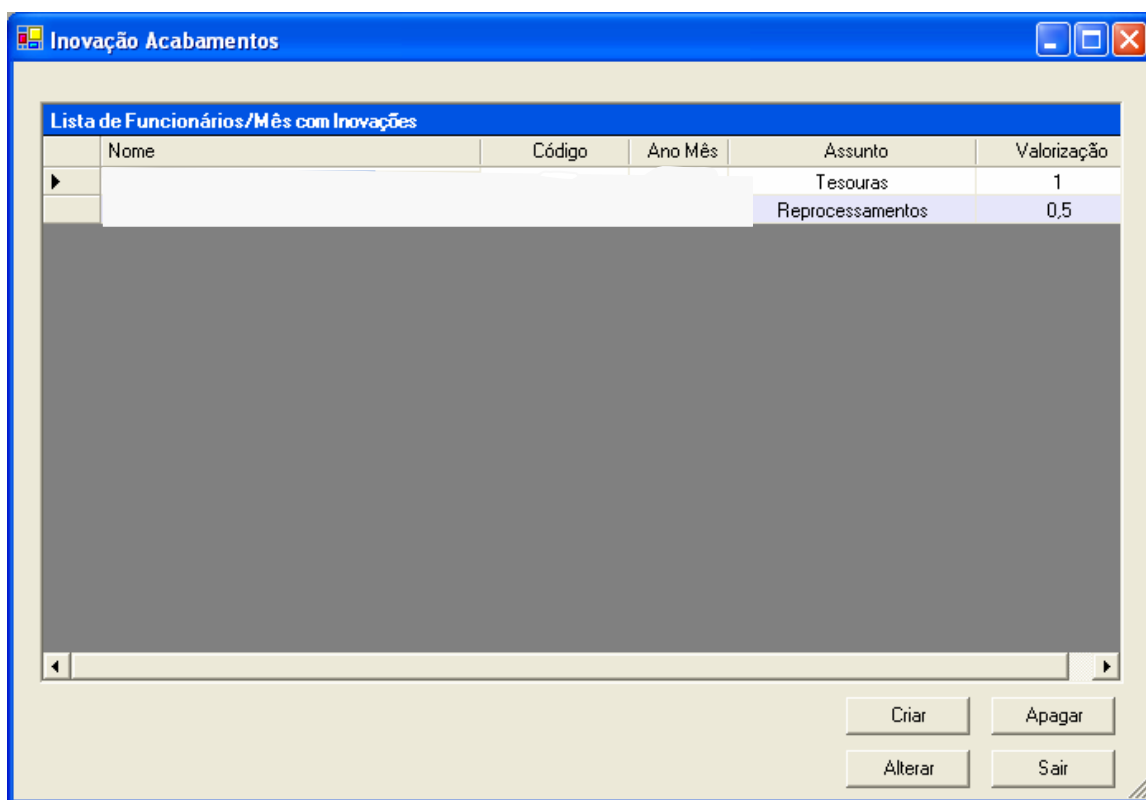 Inovação Acabamentos
Lista de Funcionários/Mês com Inovações
Nome Código Ano Mês Assunto Valorização
Tesouras 1
Reprocessamentos 0,5
Criar Apagar
Alterar Sair